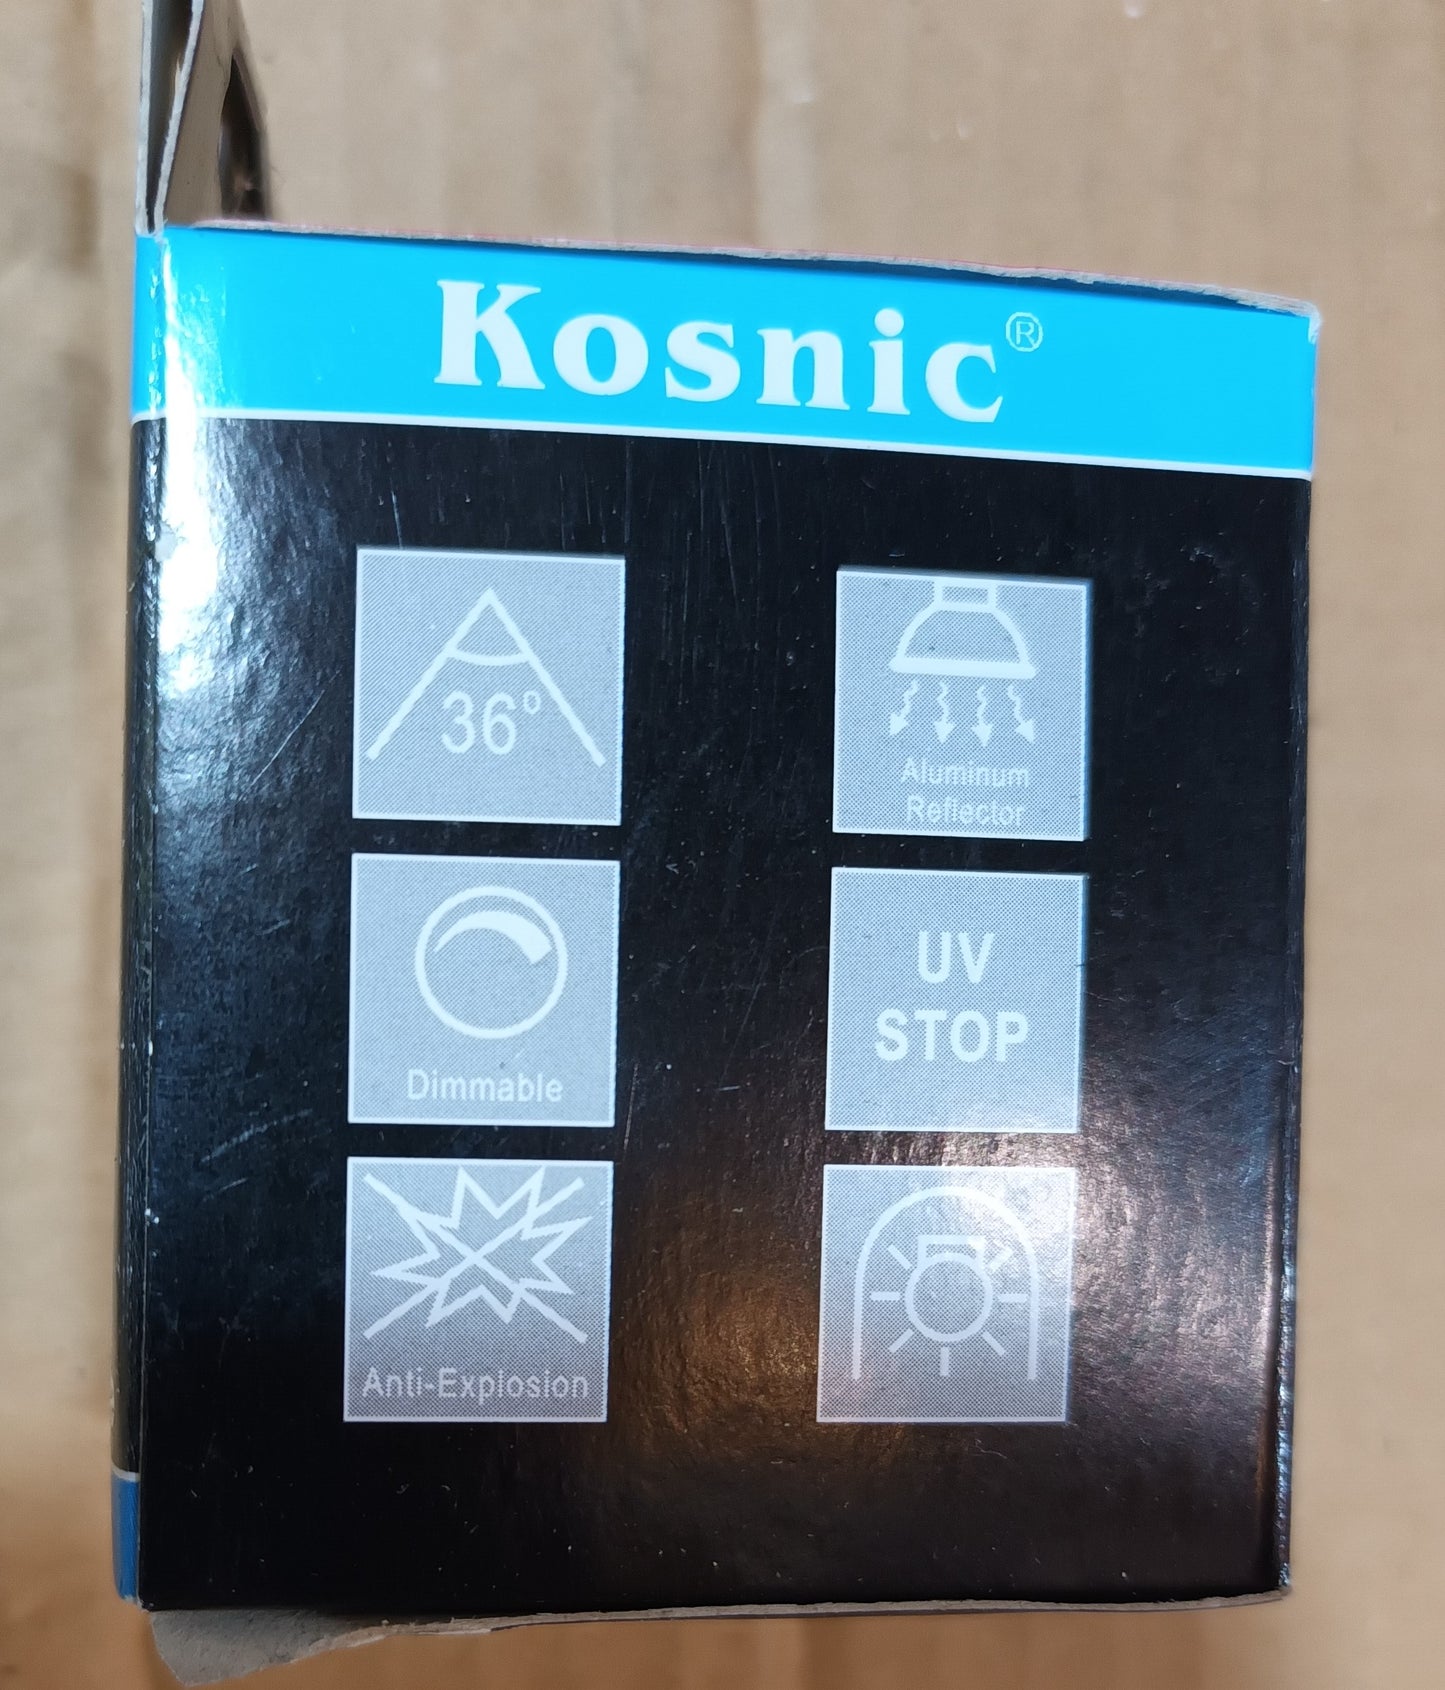 Kosnic®
36°
Aluminum
Reflector
Dimmable
UV
STOP
Anti-Explosion